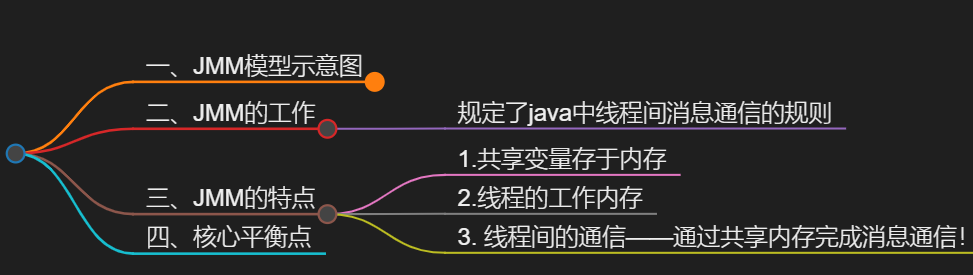 一、JMM模型示意图
二、JMM的工作
规定了java中线程间消息通信的规则
三、JMM的特点
1.共享变量存于内存
2.线程的工作内存
3. 线程间的通信——通过共享内存完成消息通信!
四、核心平衡点